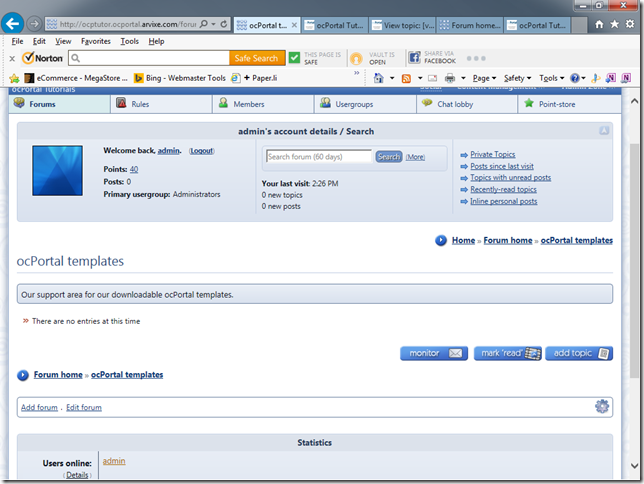 http://ocptutor.ocportal.arvixe.com/forun
ocPortal t...
ocPortal Tut...
View topic: [v...
Forum home...
ocPortal Tut...
File Edit View Favorites Tools Help
x Norton Safe Search THIS PAGE IS SAFE VAULT IS OPEN SHARE VIA FACEBOOK
eCommerce - MegaStore ... Bing - Webmaster Tools + Paper.li
Page Safety Tools
ocPortal Tutorials
Forums Rules Members Usergroups Chat lobby Point-store
admin's account details / Search
Welcome back, admin. (Logout)
Points: 40
Posts: 0
Primary usergroup: Administrators
Search forum (60 days) Search (More)
Your last visit: 2:26 PM
0 new topics
0 new posts
Private Topics
Posts since last visit
Topics with unread posts
Recently-read topics
Inline personal posts
Home » Forum home » ocPortal templates
ocPortal templates
Our support area for our downloadable ocPortal templates.
» There are no entries at this time
monitor mark 'read' add topic
Forum home » ocPortal templates
Add forum . Edit forum
Statistics
Users online: admin
(Details)